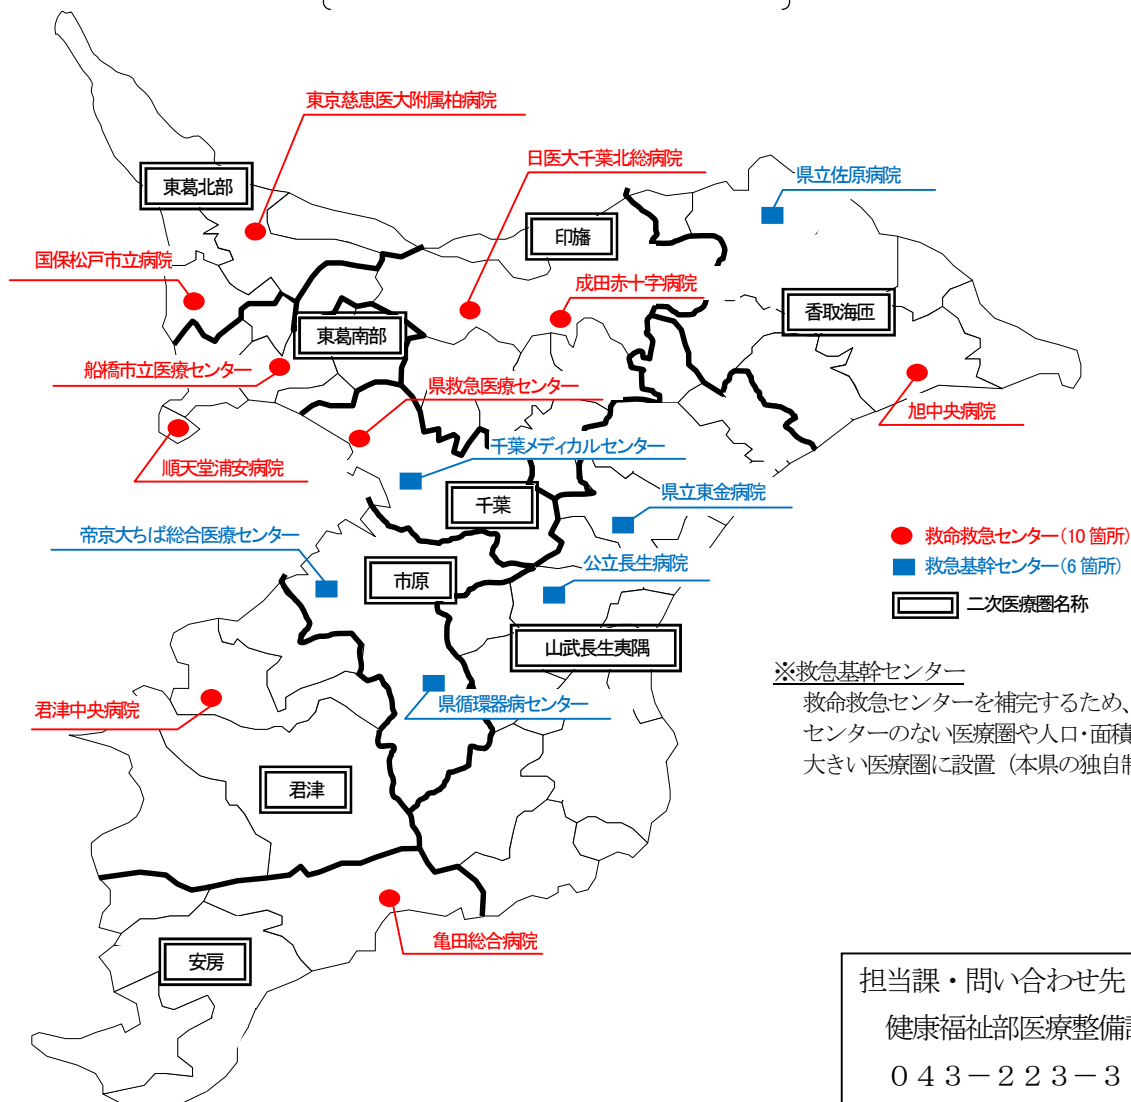 東京慈恵医大附属柏病院
日医大千葉北総病院
県立佐原病院
東葛北部
印旛
国保松戸市立病院
成田赤十字病院
香取海匝
東葛南部
船橋市立医療センター
県救急医療センター
旭中央病院
千葉メディカルセンター
順天堂浦安病院
県立東金病院
千葉
帝京大ちば総合医療センター
救命救急センター(10箇所)
公立長生病院
救急基幹センター(6箇所)
市原
二次医療圏名称
山武長生夷隅
※救急基幹センター
救命救急センターを補完するため、
センターのない医療圏や人口・面積
大きい医療圏に設置(本県の独自制
県循環器病センター
君津中央病院
君津
亀田総合病院
安房
担当課・問い合わせ先
健康福祉部医療整備課
043-223-3